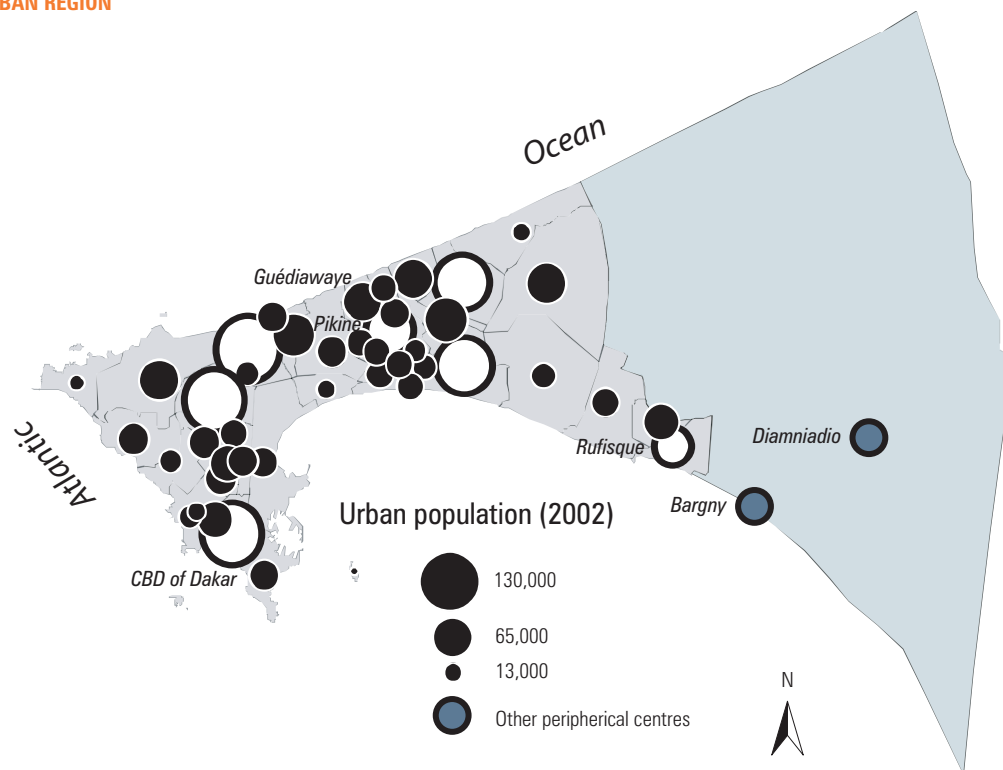 BAN REGION
Ocean
Guédiawaye
Pikine
Atlantic
Rufisque
Diamniadio
Bargny
CBD of Dakar
Urban population (2002)
130,000
65,000
13,000
Other peripherical centres
N